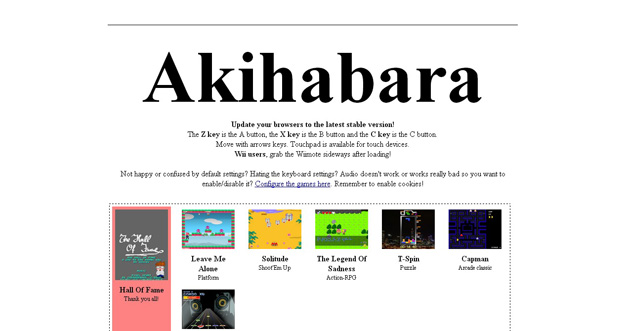 Akihabara
Update your browsers to the latest stable version!
The Z key is the A button, the X key is the B button and the C key is the C button.
Move with arrows keys. Touchpad is available for touch devices.
Wii users, grab the Wiimote sideways after loading!
Not happy or confused by default settings? Hating the keyboard settings? Audio doesn't work or works really bad so you want to
enable/disable it? Configure the games here. Remember to enable cookies!
The Hall
Of Fame
Hall Of Fame
Thank you all!
Leave Me
Alone
Platform
Solitude
Shoot'Em Up
The Legend Of
Sadness
Action-RPG
T-Spin
Puzzle
Capman
Arcade classic